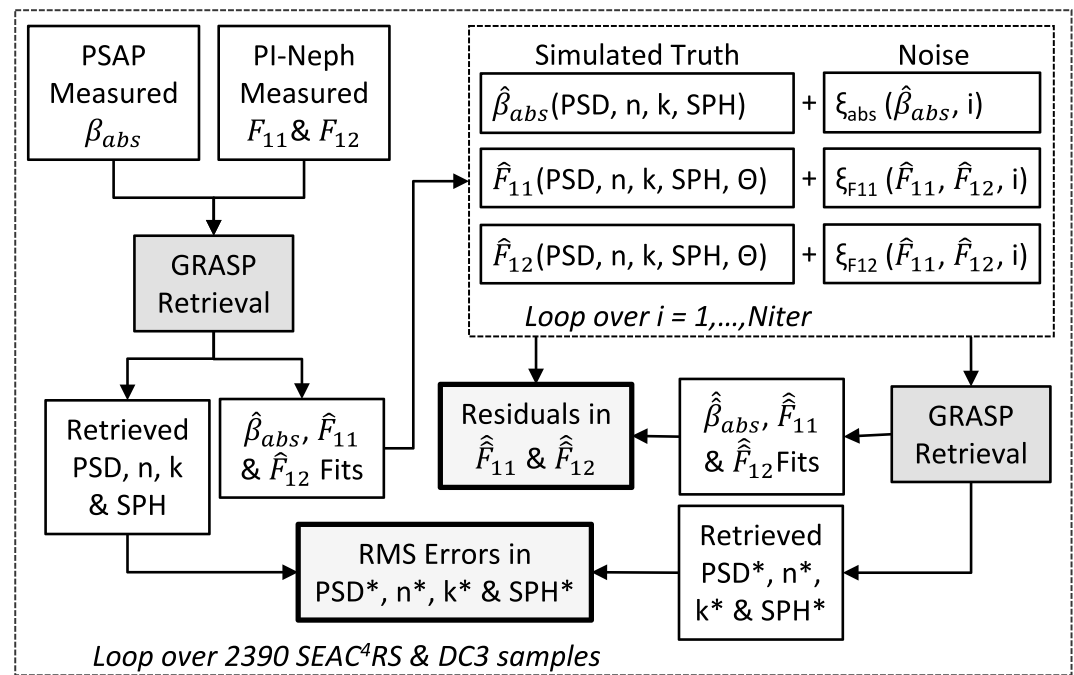 PSAP
Measured
β_abs
PI-Neph
Measured
F₁₁& F₁₂
GRASP
Retrieval
Retrieved
PSD, n, k
& SPH
β̂_abs, F̂₁₁
& F̂₁₂ Fits
Simulated Truth
Noise
β̂_abs(PSD, n, k, SPH) + ξ_abs (β̂_abs, i)
F̂₁₁(PSD, n, k, SPH, Θ) + ξ_F11 (F̂₁₁, F̂₁₂, i)
F̂₁₂(PSD, n, k, SPH, Θ) + ξ_F12 (F̂₁₁, F̂₁₂, i)
Loop over i = 1,...,Niter
Residuals in
F̂̂₁₁ & F̂̂₁₂
β̂̂_abs, F̂̂₁₁
& F̂̂₁₂ Fits
GRASP
Retrieval
RMS Errors in
PSD*, n*, k* & SPH*
Retrieved
PSD*, n*,
k* & SPH*
Loop over 2390 SEAC⁴RS & DC3 samples